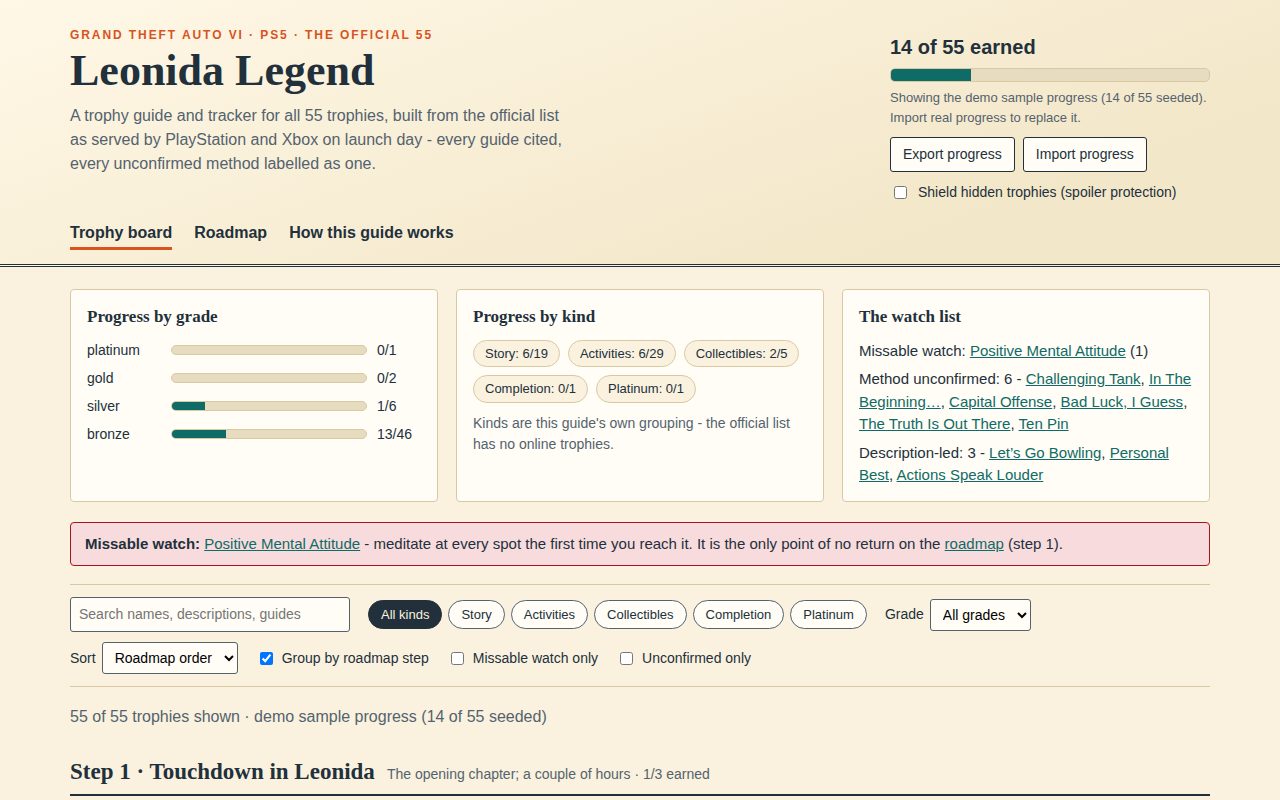 GRAND THEFT AUTO VI · PS5 · THE OFFICIAL 55
Leonida Legend
A trophy guide and tracker for all 55 trophies, built from the official list
as served by PlayStation and Xbox on launch day - every guide cited,
every unconfirmed method labelled as one.
14 of 55 earned
Showing the demo sample progress (14 of 55 seeded).
Import real progress to replace it.
Export progress Import progress
Shield hidden trophies (spoiler protection)
Trophy board Roadmap How this guide works
Progress by grade
platinum 0/1
gold 0/2
silver 1/6
bronze 13/46
Progress by kind
Story: 6/19 Activities: 6/29 Collectibles: 2/5
Completion: 0/1 Platinum: 0/1
Kinds are this guide's own grouping - the official list
has no online trophies.
The watch list
Missable watch: Positive Mental Attitude (1)
Method unconfirmed: 6 - Challenging Tank, In The
Beginning…, Capital Offense, Bad Luck, I Guess,
The Truth Is Out There, Ten Pin
Description-led: 3 - Let’s Go Bowling, Personal
Best, Actions Speak Louder
Missable watch: Positive Mental Attitude - meditate at every spot the first time you reach it. It is the only point of no return on the roadmap (step 1).
Search names, descriptions, guides All kinds Story Activities Collectibles Completion Platinum Grade All grades
Sort Roadmap order Group by roadmap step Missable watch only Unconfirmed only
55 of 55 trophies shown · demo sample progress (14 of 55 seeded)
Step 1 · Touchdown in Leonida The opening chapter; a couple of hours · 1/3 earned